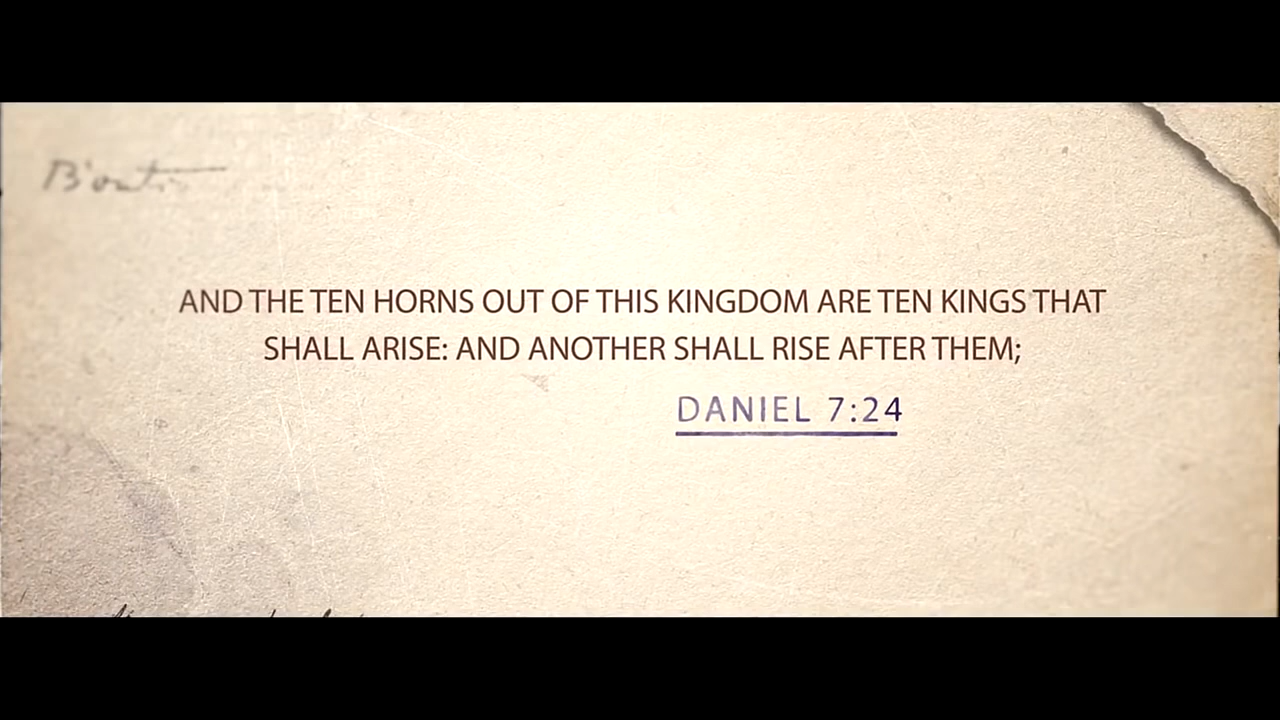 AND THE TEN HORNS OUT OF THIS KINGDOM ARE TEN KINGS THAT
SHALL ARISE: AND ANOTHER SHALL RISE AFTER THEM;
DANIEL 7:24